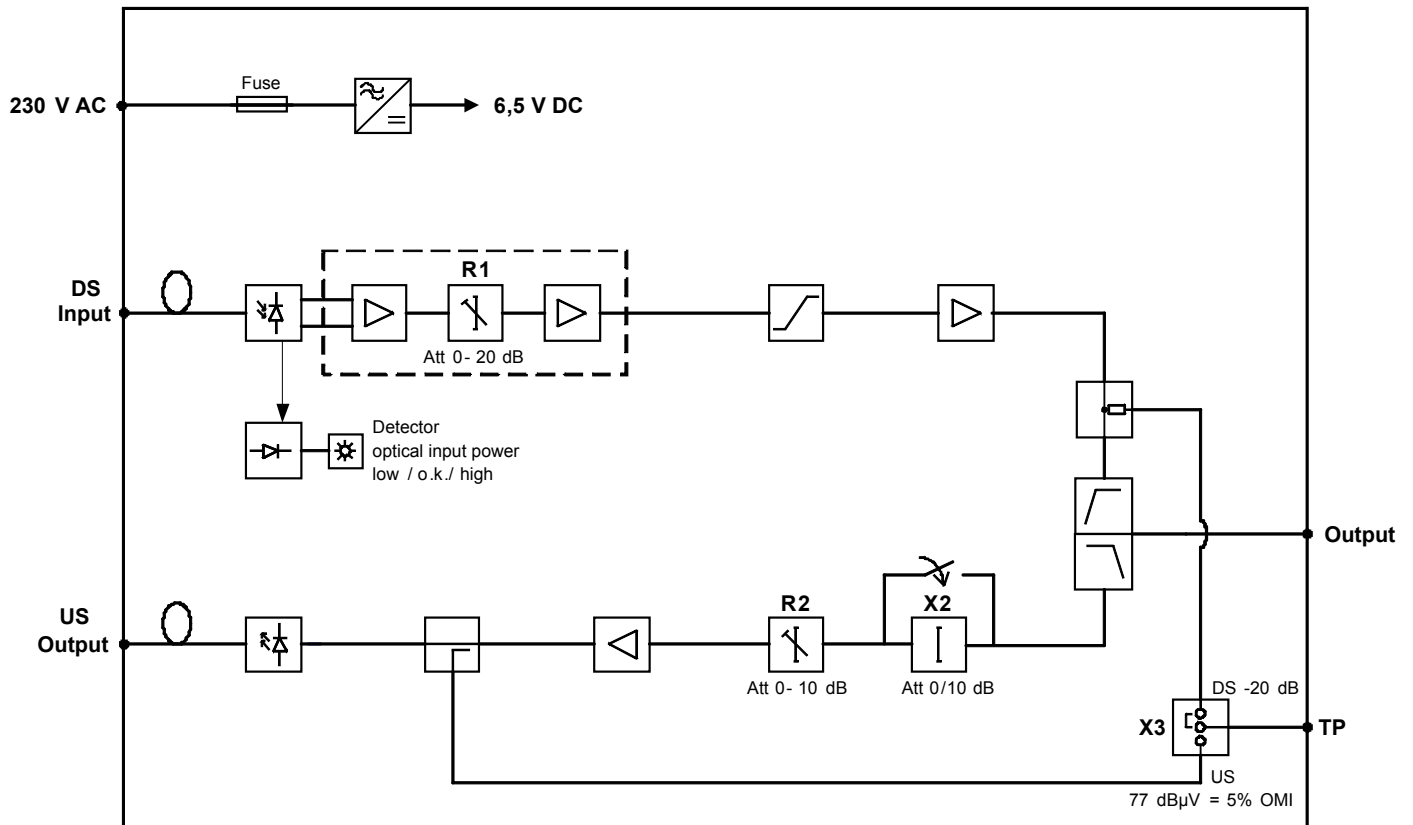 Fuse
230 V AC
6,5 V DC
R1
DS
Input
Att 0- 20 dB
Detector
optical input power
low / o.k./ high
Output
US
Output
R2
X2
Att 0- 10 dB
Att 0/10 dB
DS -20 dB
X3
TP
US
77 dBµV = 5% OMI